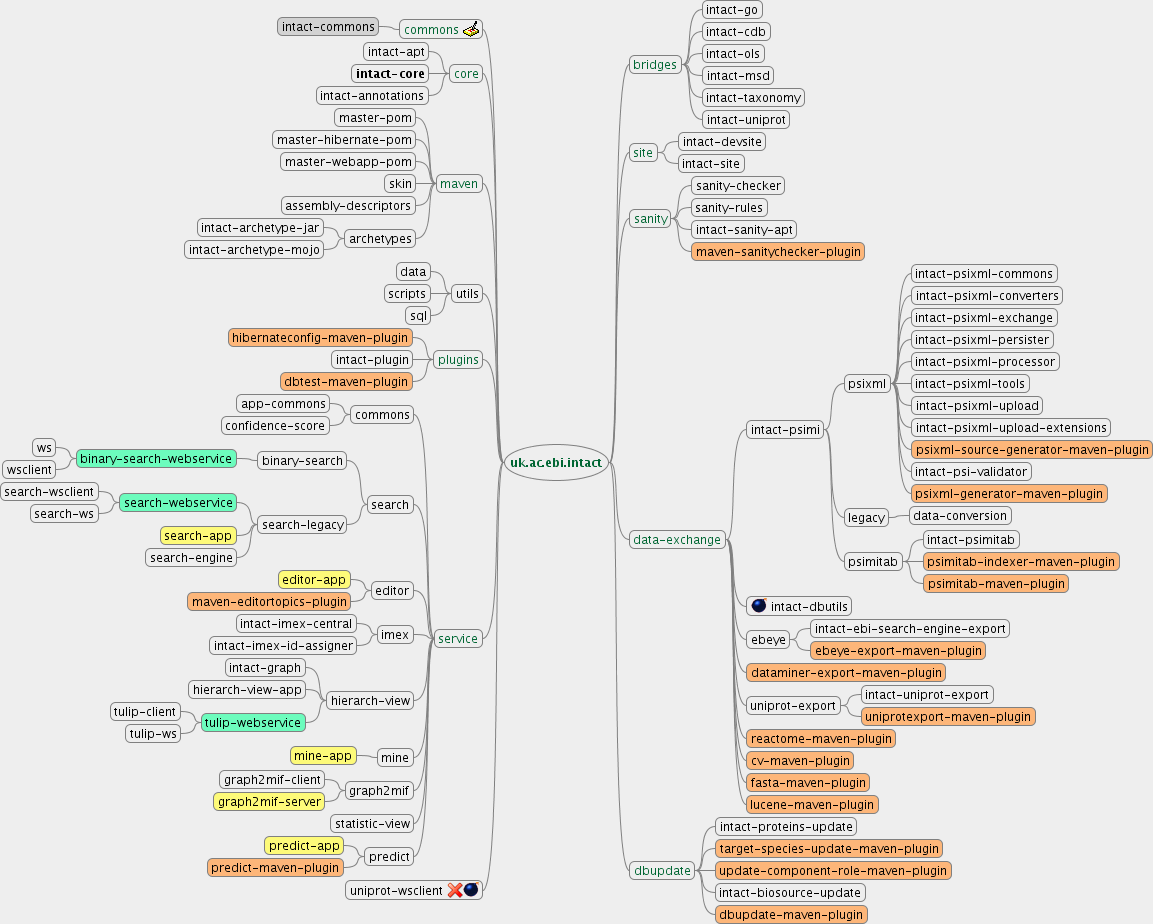 uk.ac.ebi.intact
commons
intact-commons
core
intact-apt
intact-core
intact-annotations
maven
master-pom
master-hibernate-pom
master-webapp-pom
skin
assembly-descriptors
archetypes
intact-archetype-jar
intact-archetype-mojo
utils
data
scripts
sql
plugins
hibernateconfig-maven-plugin
intact-plugin
dbtest-maven-plugin
service
commons
app-commons
confidence-score
search
binary-search
binary-search-webservice
ws
wsclient
search-legacy
search-webservice
search-wsclient
search-ws
search-app
search-engine
editor
editor-app
maven-editortopics-plugin
imex
intact-imex-central
intact-imex-id-assigner
hierarch-view
intact-graph
hierarch-view-app
tulip-webservice
tulip-client
tulip-ws
mine
mine-app
graph2mif
graph2mif-client
graph2mif-server
statistic-view
predict
predict-app
predict-maven-plugin
uniprot-wsclient
bridges
intact-go
intact-cdb
intact-ols
intact-msd
intact-taxonomy
intact-uniprot
site
intact-devsite
intact-site
sanity
sanity-checker
sanity-rules
intact-sanity-apt
maven-sanitychecker-plugin
data-exchange
intact-psimi
psixml
intact-psixml-commons
intact-psixml-converters
intact-psixml-exchange
intact-psixml-persister
intact-psixml-processor
intact-psixml-tools
intact-psixml-upload
intact-psixml-upload-extensions
psixml-source-generator-maven-plugin
intact-psi-validator
psixml-generator-maven-plugin
legacy
data-conversion
psimitab
intact-psimitab
psimitab-indexer-maven-plugin
psimitab-maven-plugin
intact-dbutils
ebeye
intact-ebi-search-engine-export
ebeye-export-maven-plugin
dataminer-export-maven-plugin
uniprot-export
intact-uniprot-export
uniprotexport-maven-plugin
reactome-maven-plugin
cv-maven-plugin
fasta-maven-plugin
lucene-maven-plugin
dbupdate
intact-proteins-update
target-species-update-maven-plugin
update-component-role-maven-plugin
intact-biosource-update
dbupdate-maven-plugin